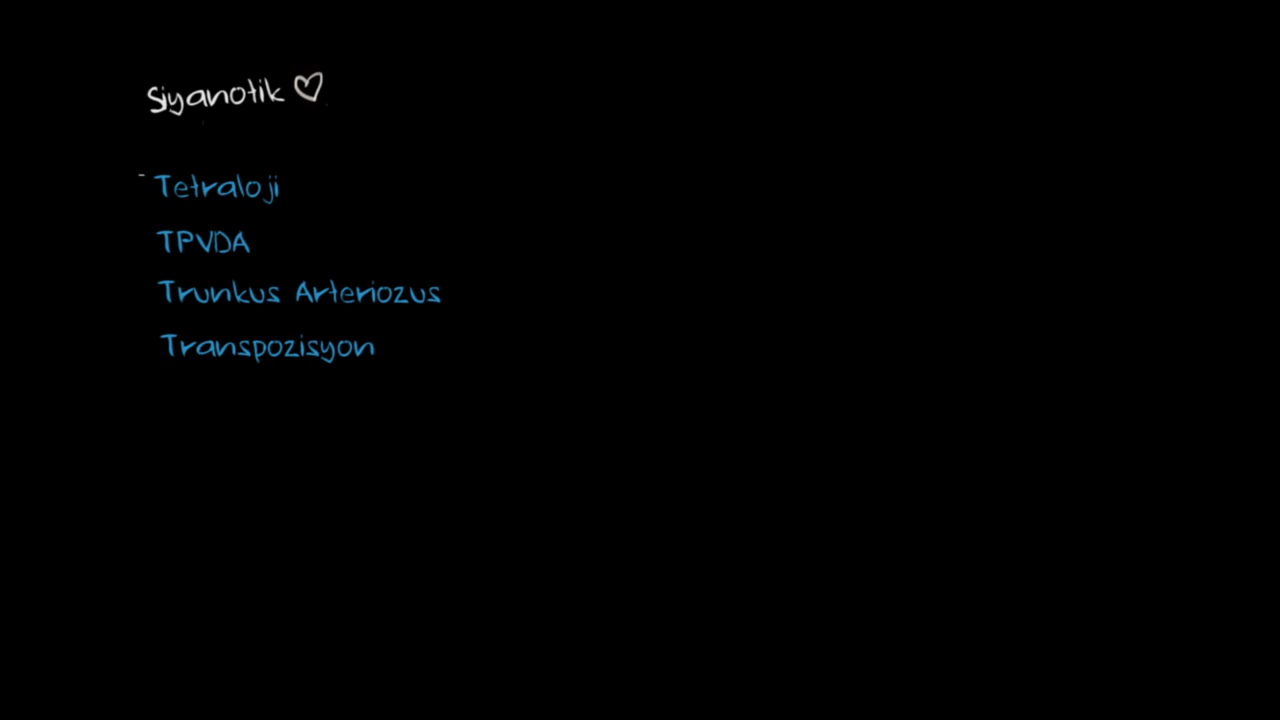 Siyanotik ♡
- Tetraloji
TPVDA
Trunkus Arteriozus
Transpozisyon